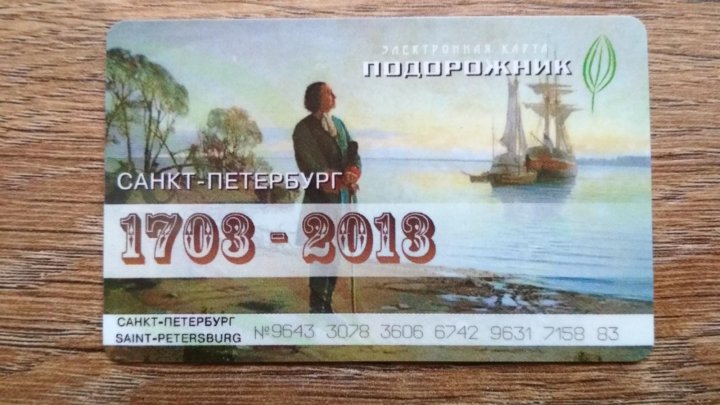 ЭЛЕКТРОННАЯ КАРТА
ПОДОРОЖНИК
САНКТ-ПЕТЕРБУРГ
1703 - 2013
САНКТ-ПЕТЕРБУРГ
SAINT-PETERSBURG
№9643 3078 3606 6742 9631 7158 83